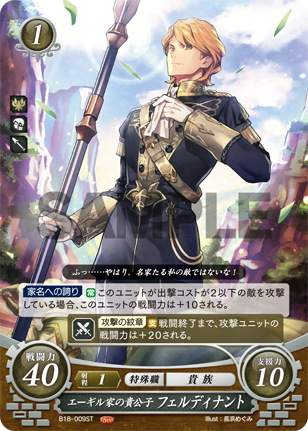 1
SAMPLE
ふっ……やはり、名家たる私の敵ではないな！
家名への誇り 常 このユニットが出撃コストが２以下の敵を攻撃
している場合、このユニットの戦闘力は＋１０される。
攻撃の紋章 支 戦闘終了まで、攻撃ユニット
の戦闘力は＋２０される。
戦闘力
40
射程 1
特殊職
貴族
支援力
10
エーギル家の貴公子 フェルディナント
B18-009ST
Illust：長浜めぐみ